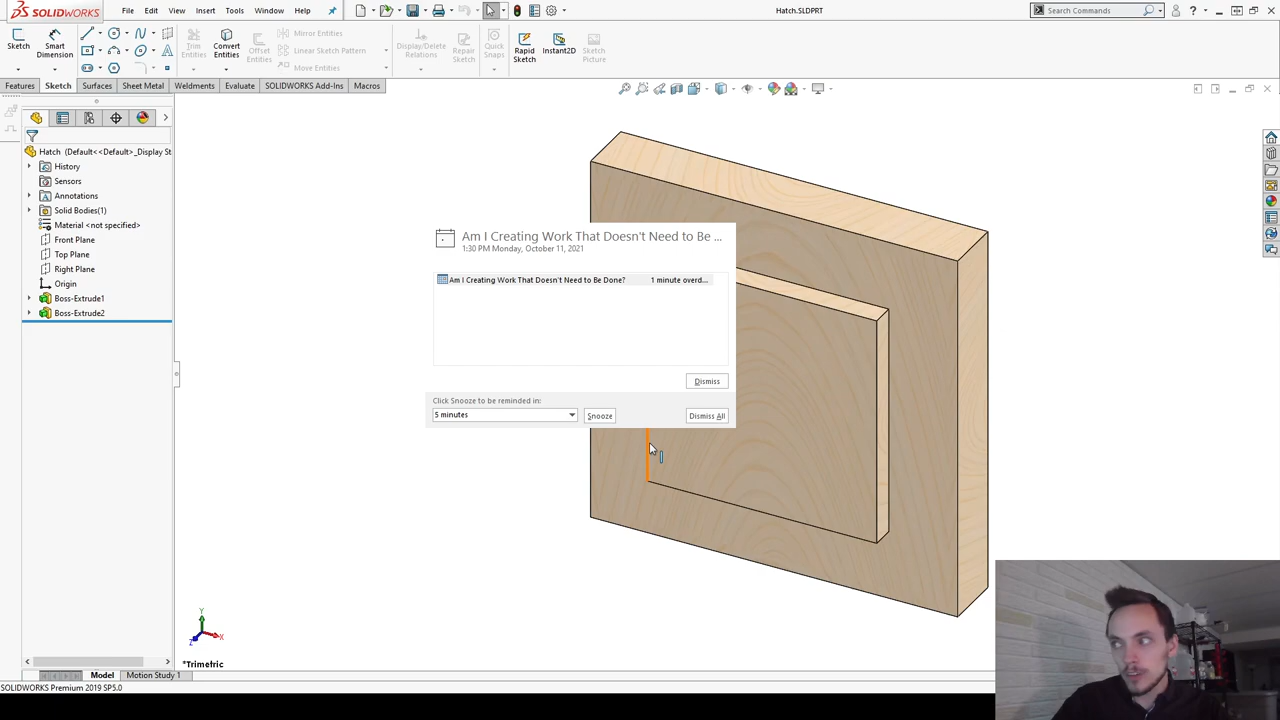 SOLIDWORKS
File Edit View Insert Tools Window Help
Hatch.SLDPRT
Search Commands
Sketch
Smart Dimension
Trim Entities
Convert Entities
Offset Entities
Mirror Entities
Linear Sketch Pattern
Move Entities
Display/Delete Relations
Repair Sketch
Quick Snaps
Rapid Sketch
Instant2D
Sketch Picture
Features Sketch Surfaces Sheet Metal Weldments Evaluate SOLIDWORKS Add-Ins Macros
Hatch (Default<<Default>_Display St
History
Sensors
Annotations
Solid Bodies(1)
Material <not specified>
Front Plane
Top Plane
Right Plane
Origin
Boss-Extrude1
Boss-Extrude2
Am I Creating Work That Doesn't Need to Be ...
1:30 PM Monday, October 11, 2021
Am I Creating Work That Doesn't Need to Be Done? 1 minute overd...
Dismiss
Click Snooze to be reminded in:
5 minutes Snooze Dismiss All
Y
X
Z
*Trimetric
Model Motion Study 1
SOLIDWORKS Premium 2019 SP5.0